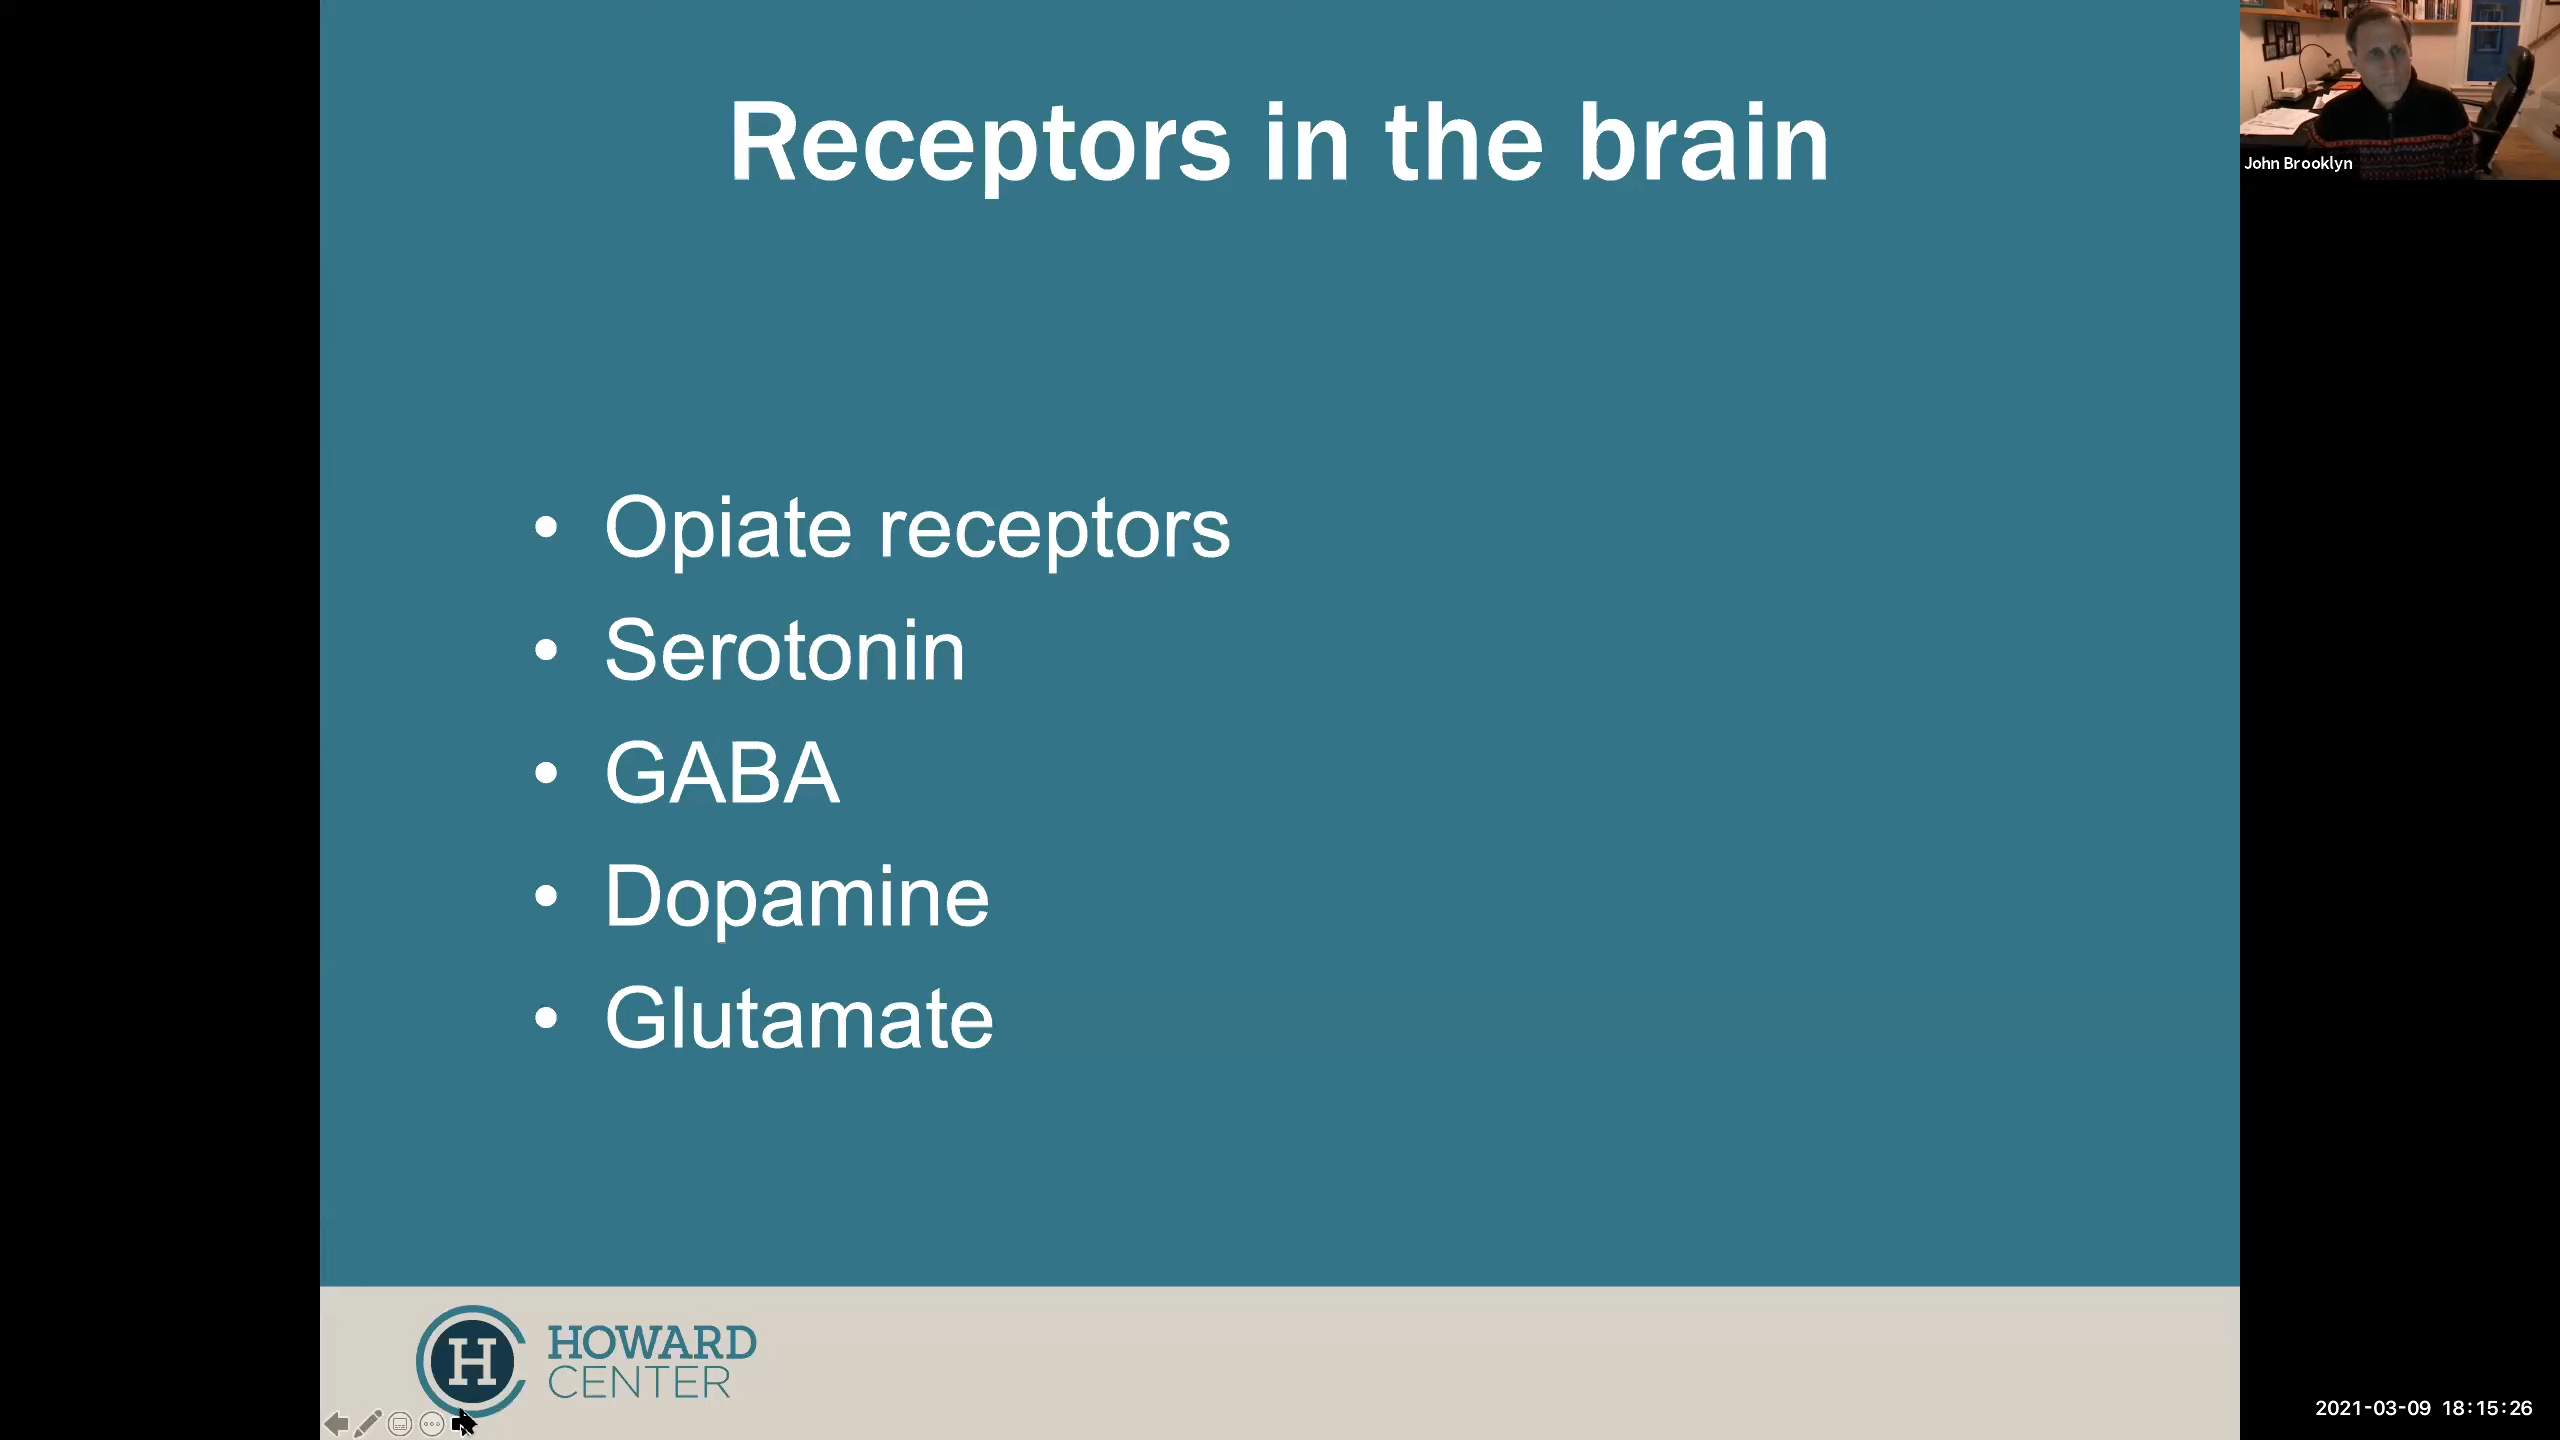 Receptors in the brain
John Brooklyn
• Opiate receptors
• Serotonin
• GABA
• Dopamine
• Glutamate
H
HOWARD
CENTER
2021-03-09 18:15:26